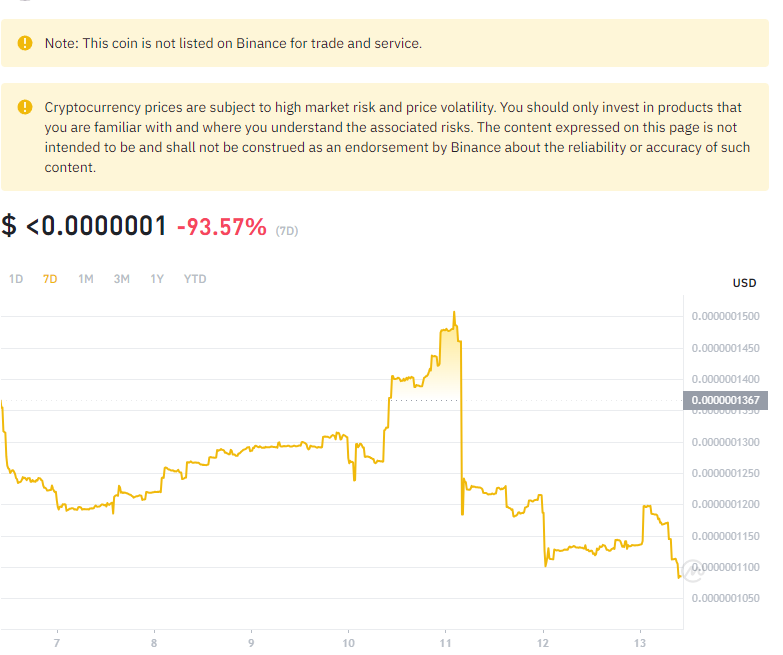 Note: This coin is not listed on Binance for trade and service.
Cryptocurrency prices are subject to high market risk and price volatility. You should only invest in products that
you are familiar with and where you understand the associated risks. The content expressed on this page is not
intended to be and shall not be construed as an endorsement by Binance about the reliability or accuracy of such
content.
$ <0.0000001 -93.57% (7D)
1D 7D 1M 3M 1Y YTD
USD
0.0000001500
0.0000001450
0.0000001400
0.0000001367
0.0000001350
0.0000001300
0.0000001250
0.0000001200
0.0000001150
0.0000001100
0.0000001050
7 8 9 10 11 12 13